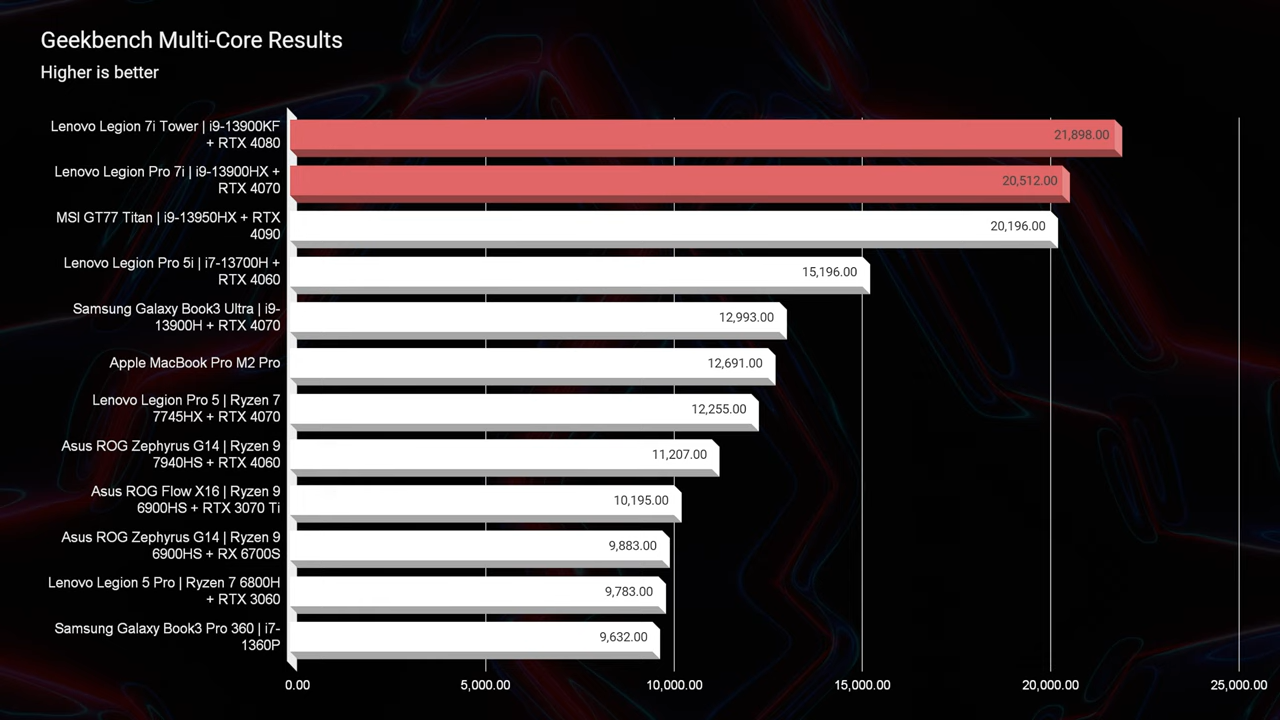 Geekbench Multi-Core Results
Higher is better
Lenovo Legion 7i Tower | i9-13900KF
+ RTX 4080
21,898.00
Lenovo Legion Pro 7i | i9-13900HX +
RTX 4070
20,512.00
MSI GT77 Titan | i9-13950HX + RTX
4090
20,196.00
Lenovo Legion Pro 5i | i7-13700H +
RTX 4060
15,196.00
Samsung Galaxy Book3 Ultra | i9-
13900H + RTX 4070
12,993.00
Apple MacBook Pro M2 Pro
12,691.00
Lenovo Legion Pro 5 | Ryzen 7
7745HX + RTX 4070
12,255.00
Asus ROG Zephyrus G14 | Ryzen 9
7940HS + RTX 4060
11,207.00
Asus ROG Flow X16 | Ryzen 9
6900HS + RTX 3070 Ti
10,195.00
Asus ROG Zephyrus G14 | Ryzen 9
6900HS + RX 6700S
9,883.00
Lenovo Legion 5 Pro | Ryzen 7 6800H
+ RTX 3060
9,783.00
Samsung Galaxy Book3 Pro 360 | i7-
1360P
9,632.00
0.00 5,000.00 10,000.00 15,000.00 20,000.00 25,000.00